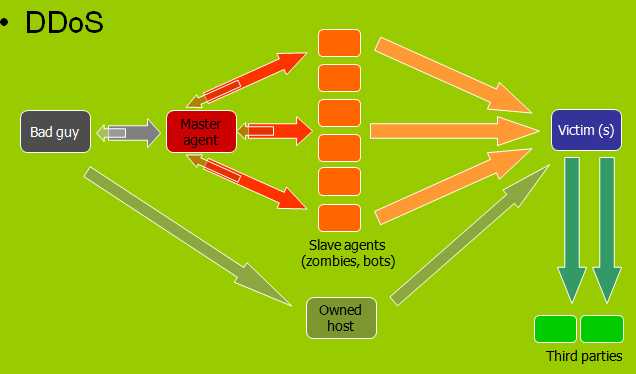 • DDoS
Bad guy
Master
agent
Victim (s)
Slave agents
(zombies, bots)
Owned
host
Third parties